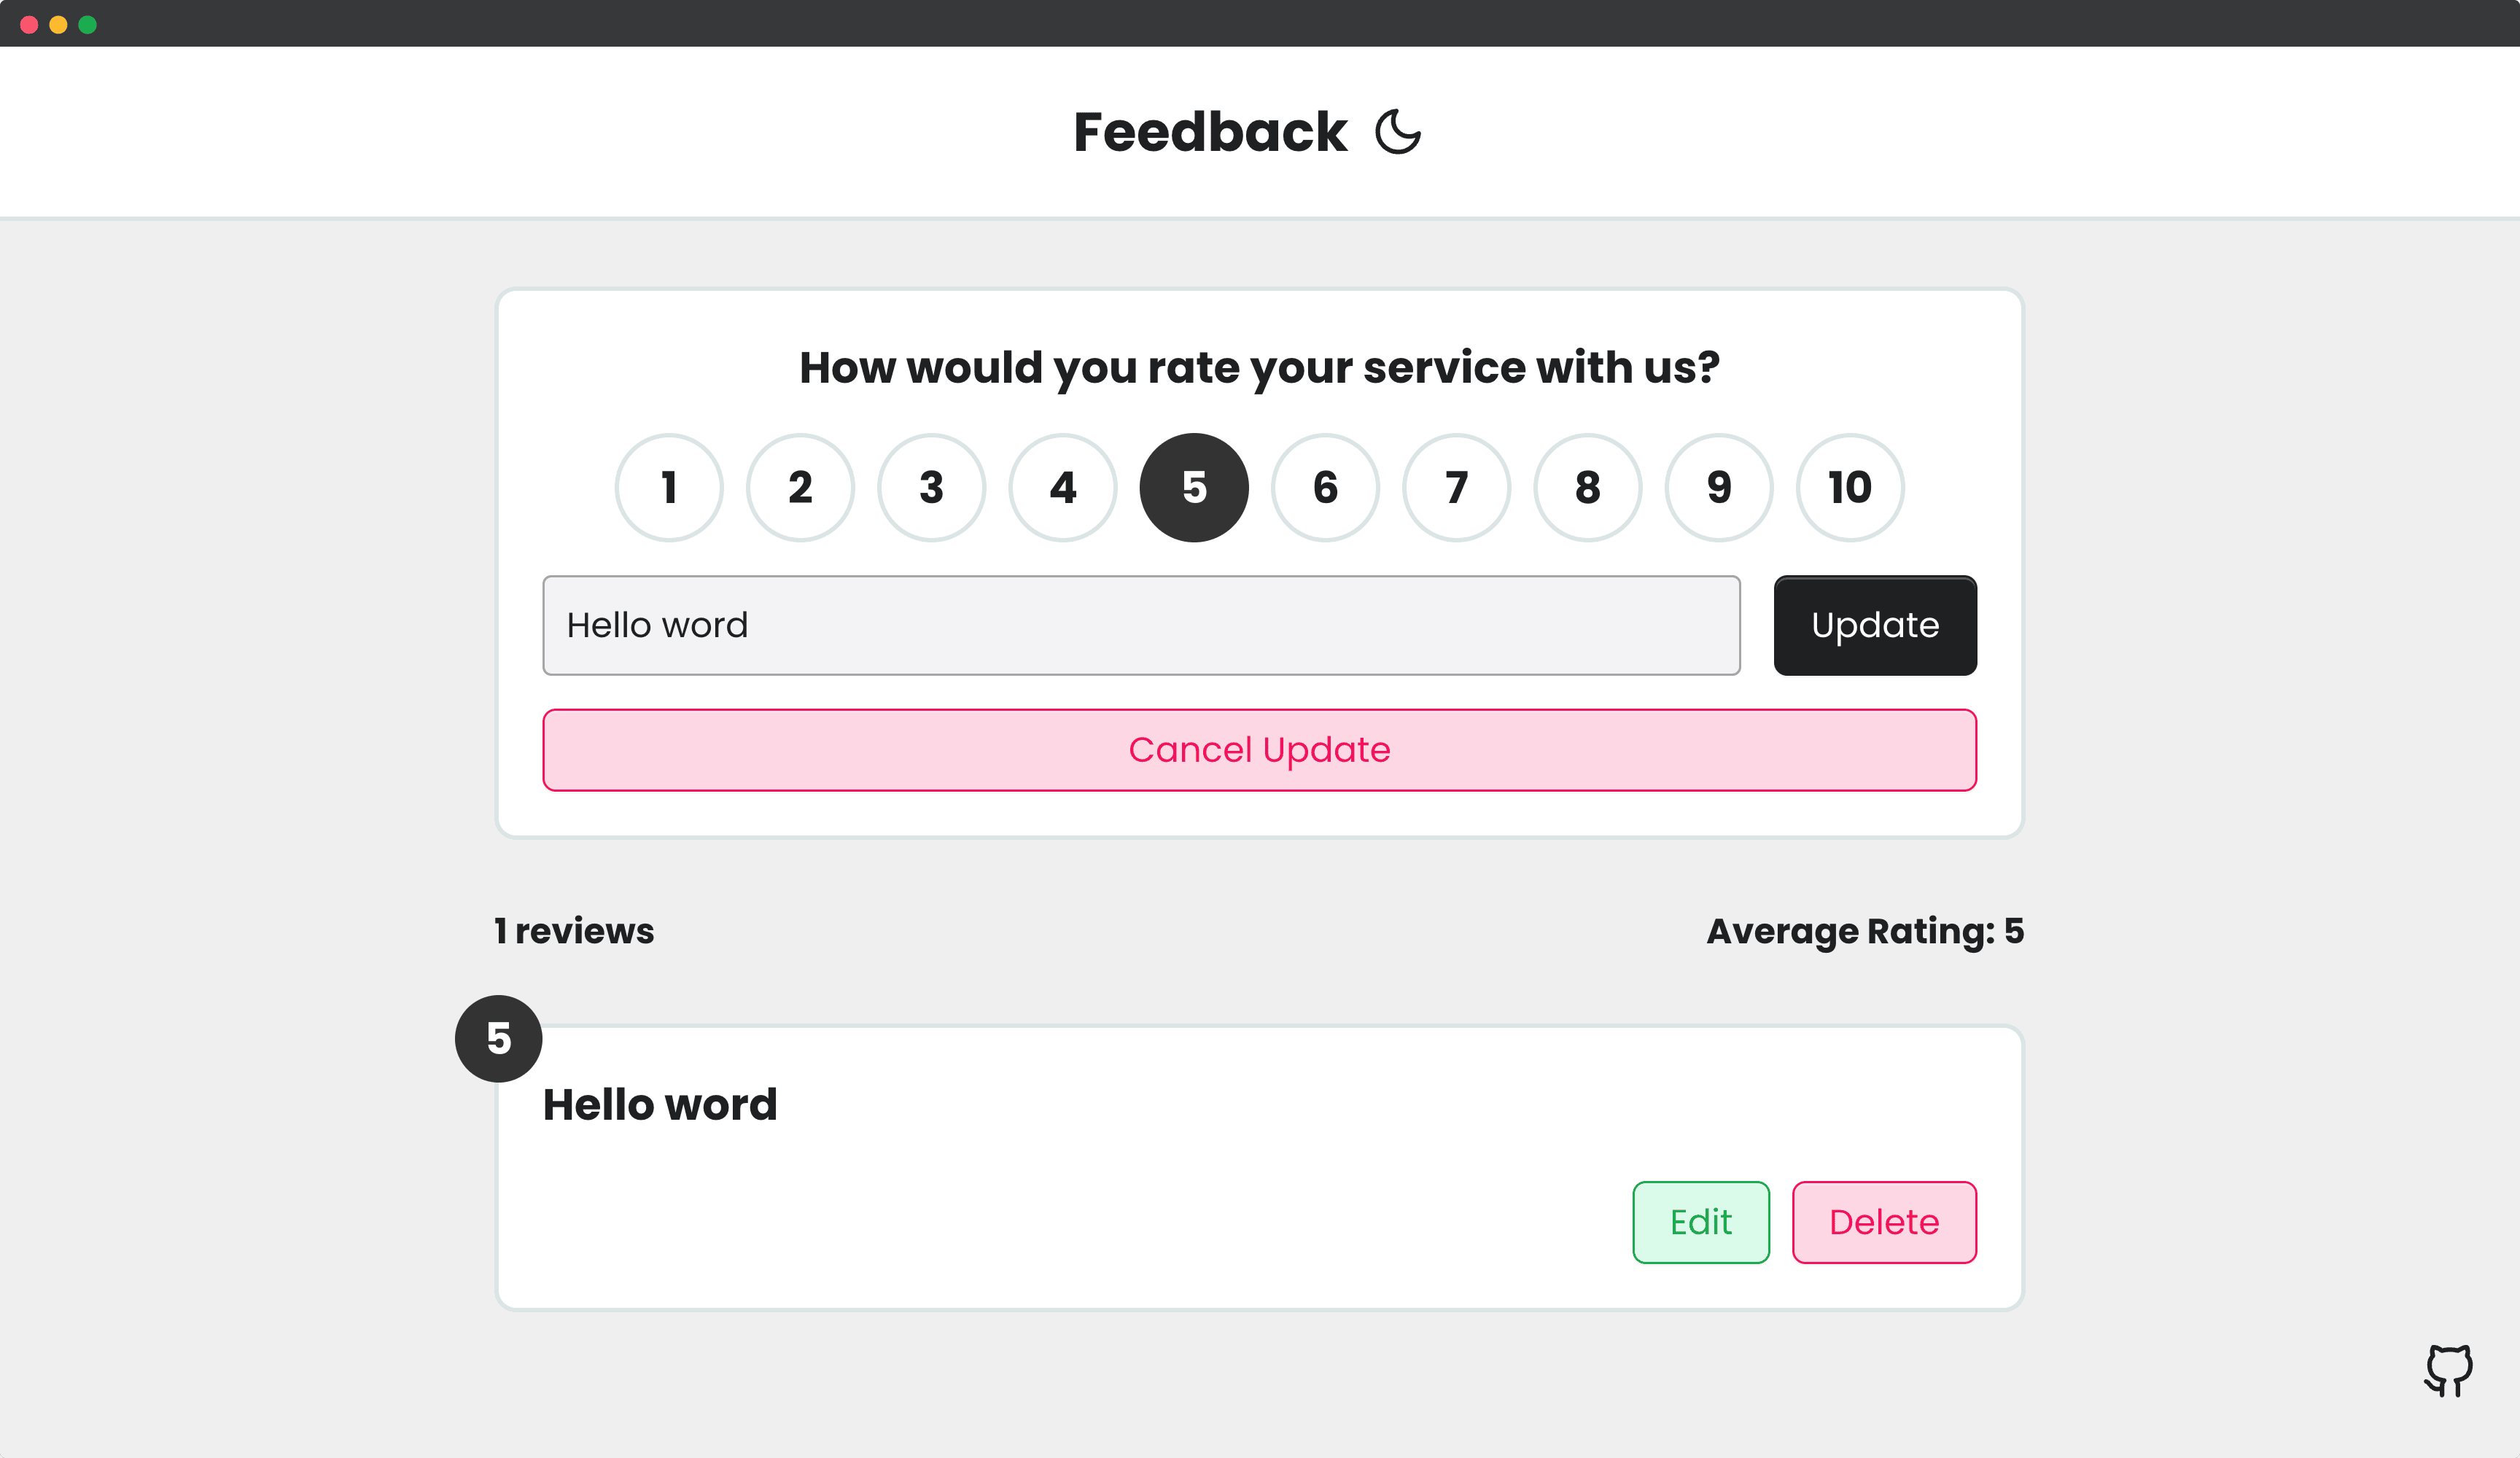 Feedback
How would you rate your service with us?
1 2 3 4 5 6 7 8 9 10
Hello word
Update
Cancel Update
1 reviews
Average Rating: 5
5
Hello word
Edit
Delete